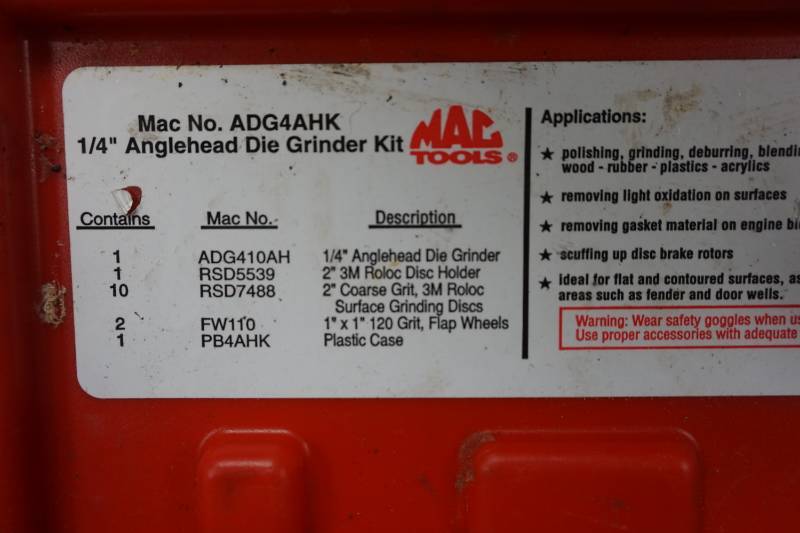 Mac No. ADG4AHK
1/4" Anglehead Die Grinder Kit
MAC
TOOLS®
Contains Mac No. Description
1 ADG410AH 1/4" Anglehead Die Grinder
1 RSD5539 2" 3M Roloc Disc Holder
10 RSD7488 2" Coarse Grit, 3M Roloc
Surface Grinding Discs
2 FW110 1" x 1" 120 Grit, Flap Wheels
1 PB4AHK Plastic Case
Applications:
★ polishing, grinding, deburring,
wood - rubber - plastics - acrylics
★ removing light oxidation on surfaces
★ removing gasket material on engine
★ scuffing up disc brake rotors
★ ideal for flat and contoured surfaces,
areas such as fender and door wells.
Warning: Wear safety goggles when
Use proper accessories with adequate